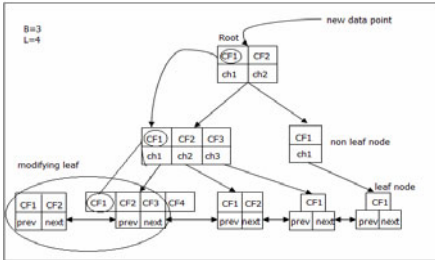 B=3
L=4
new data point
Root
CF1 CF2
ch1 ch2
CF1 CF2 CF3
ch1 ch2 ch3
CF1
ch1
non leaf node
modifying leaf
leaf node
CF1 CF2
prev next
CF1 CF2 CF3 CF4
prev next
CF1 CF2
prev next
CF1
prev next
CF1
prev next